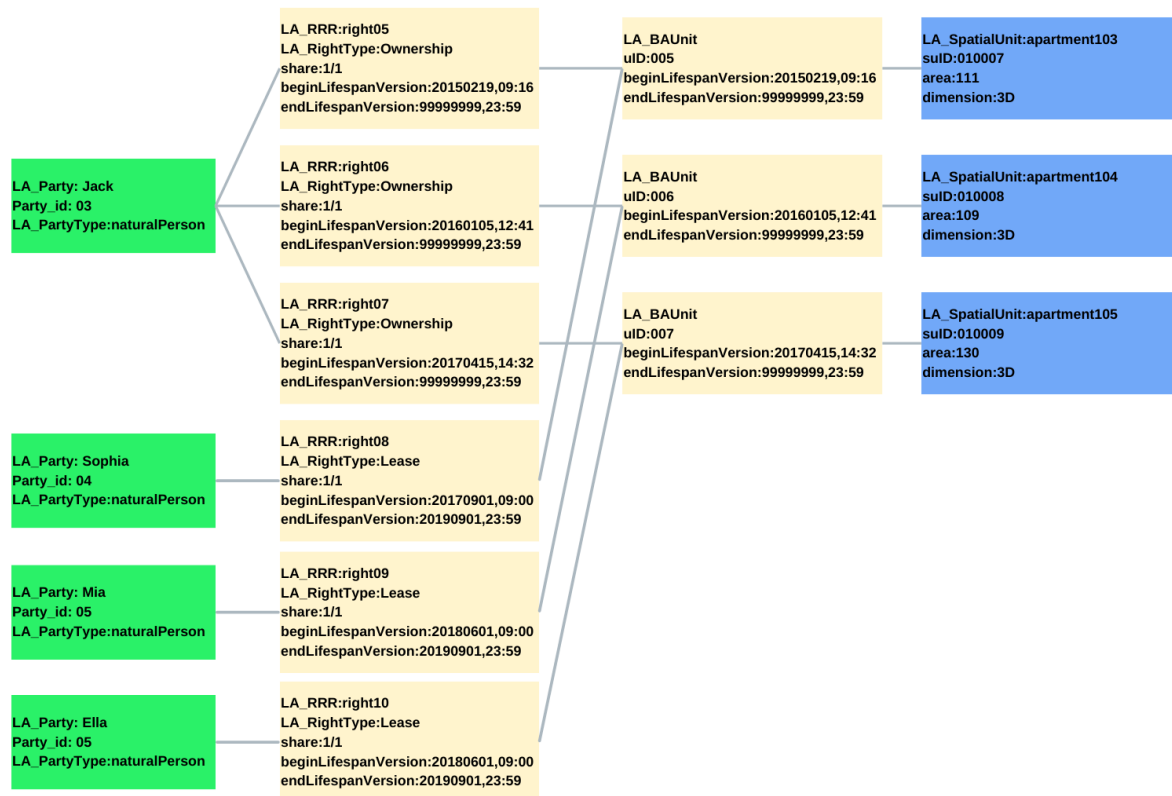 LA_RRR:right05
LA_RightType:Ownership
share:1/1
beginLifespanVersion:20150219,09:16
endLifespanVersion:99999999,23:59
LA_BAUnit
uID:005
beginLifespanVersion:20150219,09:16
endLifespanVersion:99999999,23:59
LA_SpatialUnit:apartment103
suID:010007
area:111
dimension:3D
LA_Party: Jack
Party_id: 03
LA_PartyType:naturalPerson
LA_RRR:right06
LA_RightType:Ownership
share:1/1
beginLifespanVersion:20160105,12:41
endLifespanVersion:99999999,23:59
LA_BAUnit
uID:006
beginLifespanVersion:20160105,12:41
endLifespanVersion:99999999,23:59
LA_SpatialUnit:apartment104
suID:010008
area:109
dimension:3D
LA_RRR:right07
LA_RightType:Ownership
share:1/1
beginLifespanVersion:20170415,14:32
endLifespanVersion:99999999,23:59
LA_BAUnit
uID:007
beginLifespanVersion:20170415,14:32
endLifespanVersion:99999999,23:59
LA_SpatialUnit:apartment105
suID:010009
area:130
dimension:3D
LA_Party: Sophia
Party_id: 04
LA_PartyType:naturalPerson
LA_RRR:right08
LA_RightType:Lease
share:1/1
beginLifespanVersion:20170901,09:00
endLifespanVersion:20190901,23:59
LA_Party: Mia
Party_id: 05
LA_PartyType:naturalPerson
LA_RRR:right09
LA_RightType:Lease
share:1/1
beginLifespanVersion:20180601,09:00
endLifespanVersion:20190901,23:59
LA_Party: Ella
Party_id: 05
LA_PartyType:naturalPerson
LA_RRR:right10
LA_RightType:Lease
share:1/1
beginLifespanVersion:20180601,09:00
endLifespanVersion:20190901,23:59